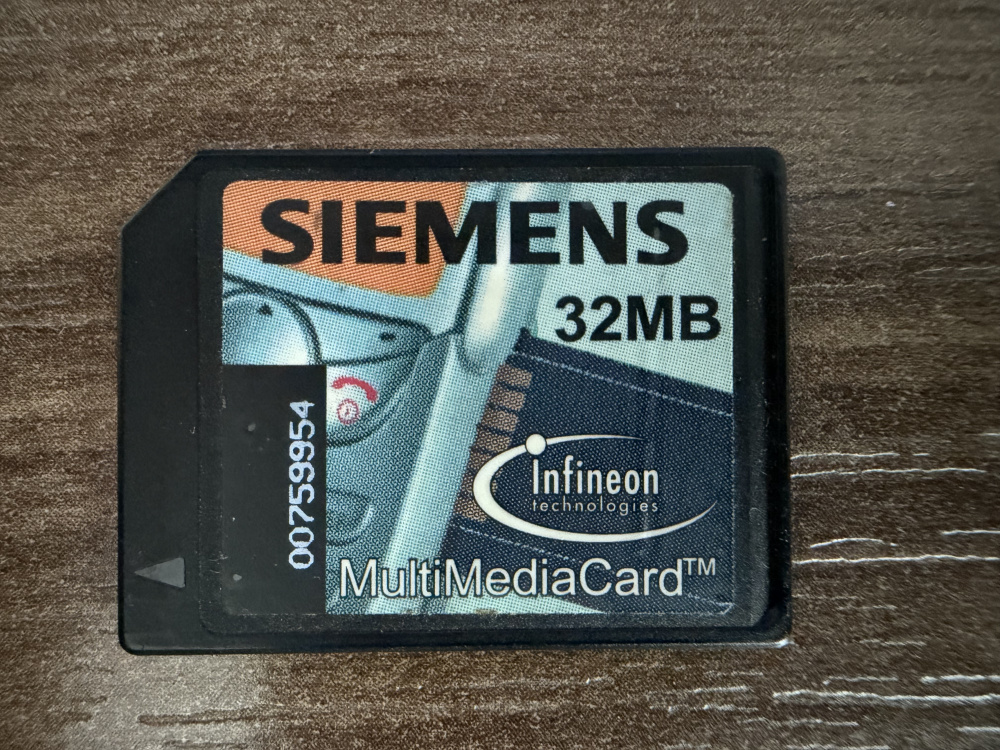 SIEMENS
32MB
00759954
Infineon
technologies
MultiMediaCard™